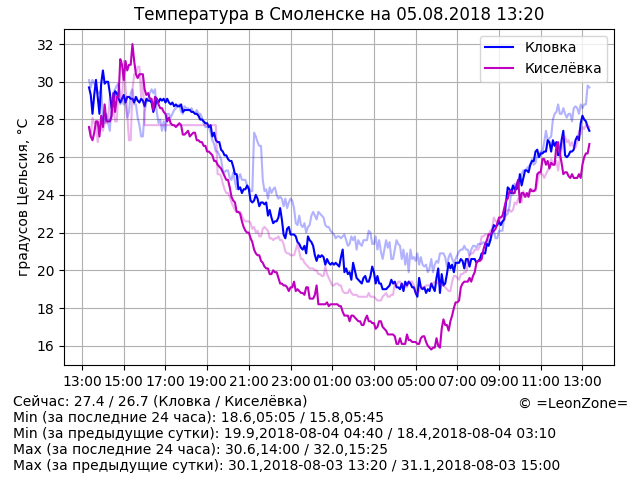 Температура в Смоленске на 05.08.2018 13:20
градусов Цельсия, °C
32
30
28
26
24
22
20
18
16
Кловка
Киселёвка
13:00 15:00 17:00 19:00 21:00 23:00 01:00 03:00 05:00 07:00 09:00 11:00 13:00
Сейчас: 27.4 / 26.7 (Кловка / Киселёвка)
© =LeonZone=
Min (за последние 24 часа): 18.6,05:05 / 15.8,05:45
Min (за предыдущие сутки): 19.9,2018-08-04 04:40 / 18.4,2018-08-04 03:10
Max (за последние 24 часа): 30.6,14:00 / 32.0,15:25
Max (за предыдущие сутки): 30.1,2018-08-03 13:20 / 31.1,2018-08-03 15:00